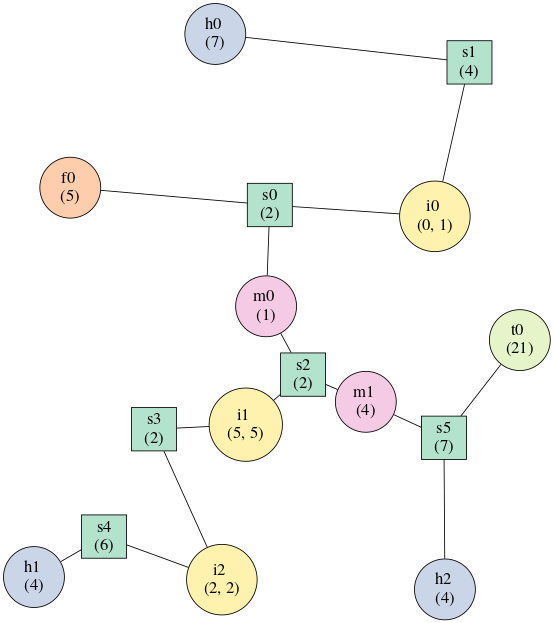 h0
(7)
s1
(4)
f0
(5)
s0
(2)
i0
(0, 1)
m0
(1)
t0
(21)
s2
(2)
m1
(4)
i1
(5, 5)
s3
(2)
s5
(7)
s4
(6)
h1
(4)
i2
(2, 2)
h2
(4)